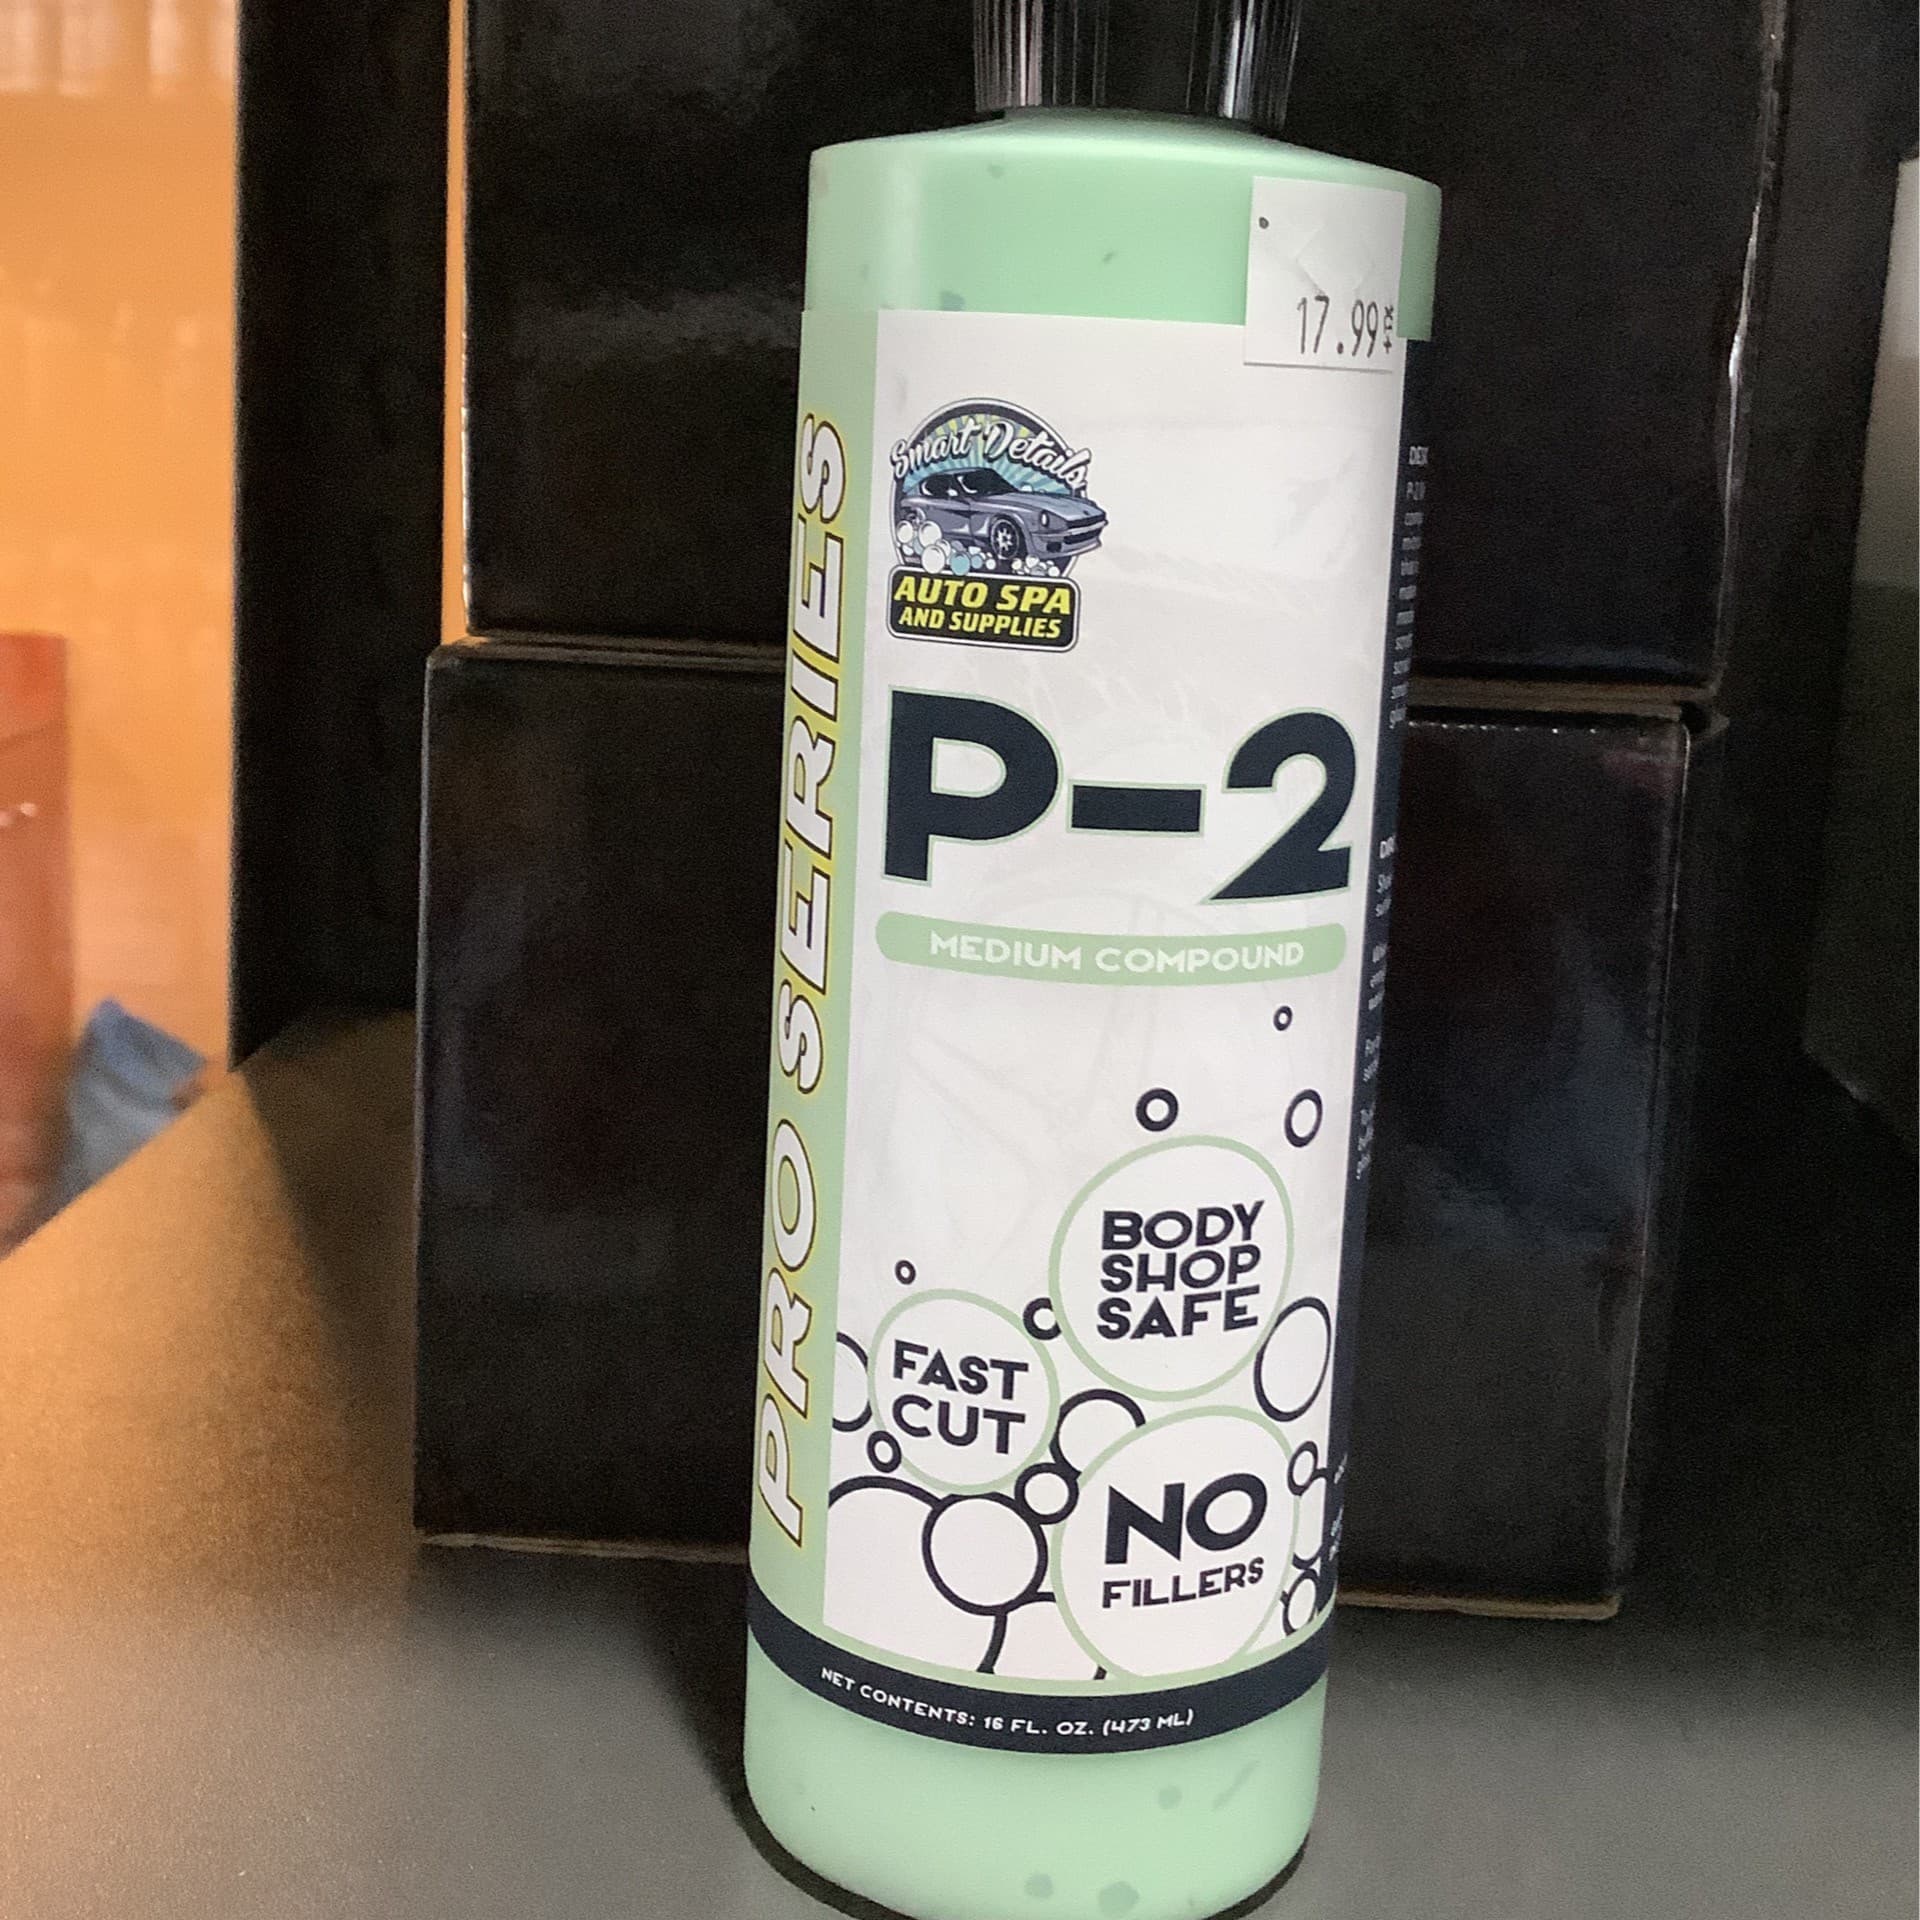 17.99
+TX
Smart Details
AUTO SPA
AND SUPPLIES
PRO SERIES
P-2
MEDIUM COMPOUND
BODY
SHOP
SAFE
FAST
CUT
NO
FILLERS
NET CONTENTS: 16 FL. OZ. (473 ML)